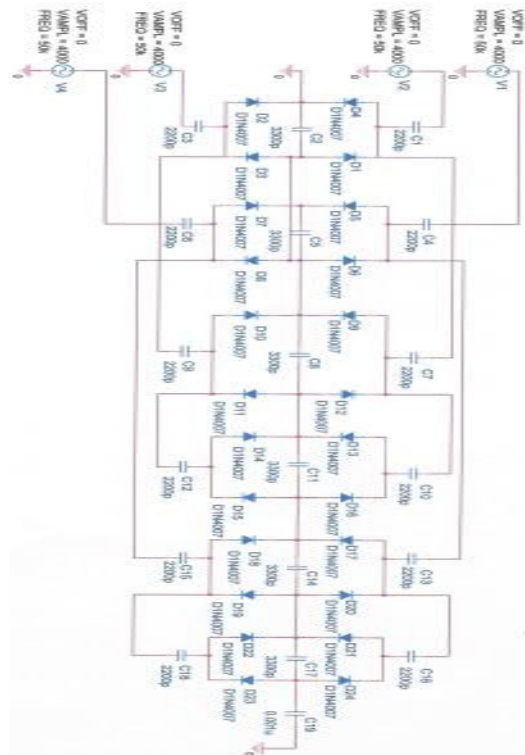 VOFF = 0
VAMPL = 4000
FREQ = 50k
V4
0
VOFF = 0
VAMPL = 4000
FREQ = 50k
V3
0
0
VOFF = 0
VAMPL = 4000
FREQ = 50k
V2
0
VOFF = 0
VAMPL = 4000
FREQ = 50k
V1
0
C3
2200p
D2
D1N4007
C2
3300p
D4
D1N4007
C1
2200p
D3
D1N4007
D1
D1N4007
C6
2200p
D7
D1N4007
C5
3300p
D5
D1N4007
C4
2200p
D8
D1N4007
D6
D1N4007
C9
2200p
D10
D1N4007
C8
3300p
D9
D1N4007
C7
2200p
D11
D1N4007
D12
D1N4007
C12
2200p
D14
D1N4007
C11
3300p
D13
D1N4007
C10
2200p
D15
D1N4007
D16
D1N4007
C15
2200p
D18
D1N4007
C14
3300p
D17
D1N4007
C13
2200p
D19
D1N4007
D20
D1N4007
C18
2200p
D22
D1N4007
C17
3300p
D21
D1N4007
C16
2200p
D23
D1N4007
D24
D1N4007
C19
0.001u
0